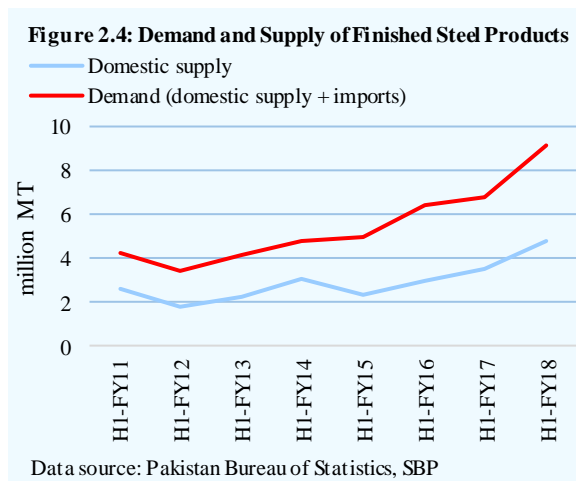 Figure 2.4: Demand and Supply of Finished Steel Products
Domestic supply
Demand (domestic supply + imports)
million MT
10
8
6
4
2
0
H1-FY11
H1-FY12
H1-FY13
H1-FY14
H1-FY15
H1-FY16
H1-FY17
H1-FY18
Data source: Pakistan Bureau of Statistics, SBP